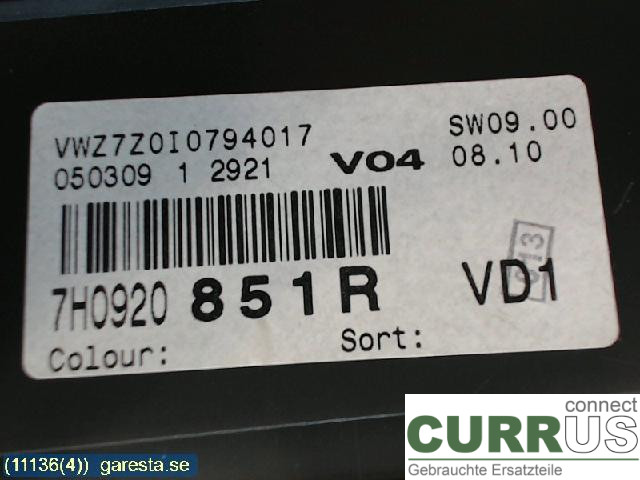 VWZ7Z0I0794017
SW09.00
050309 1 2921
V04
08.10
7H0920 851R
VD1
Colour:
Sort:
connect
CURRUS
Gebrauchte Ersatzteile
(11136(4)) garesta.se